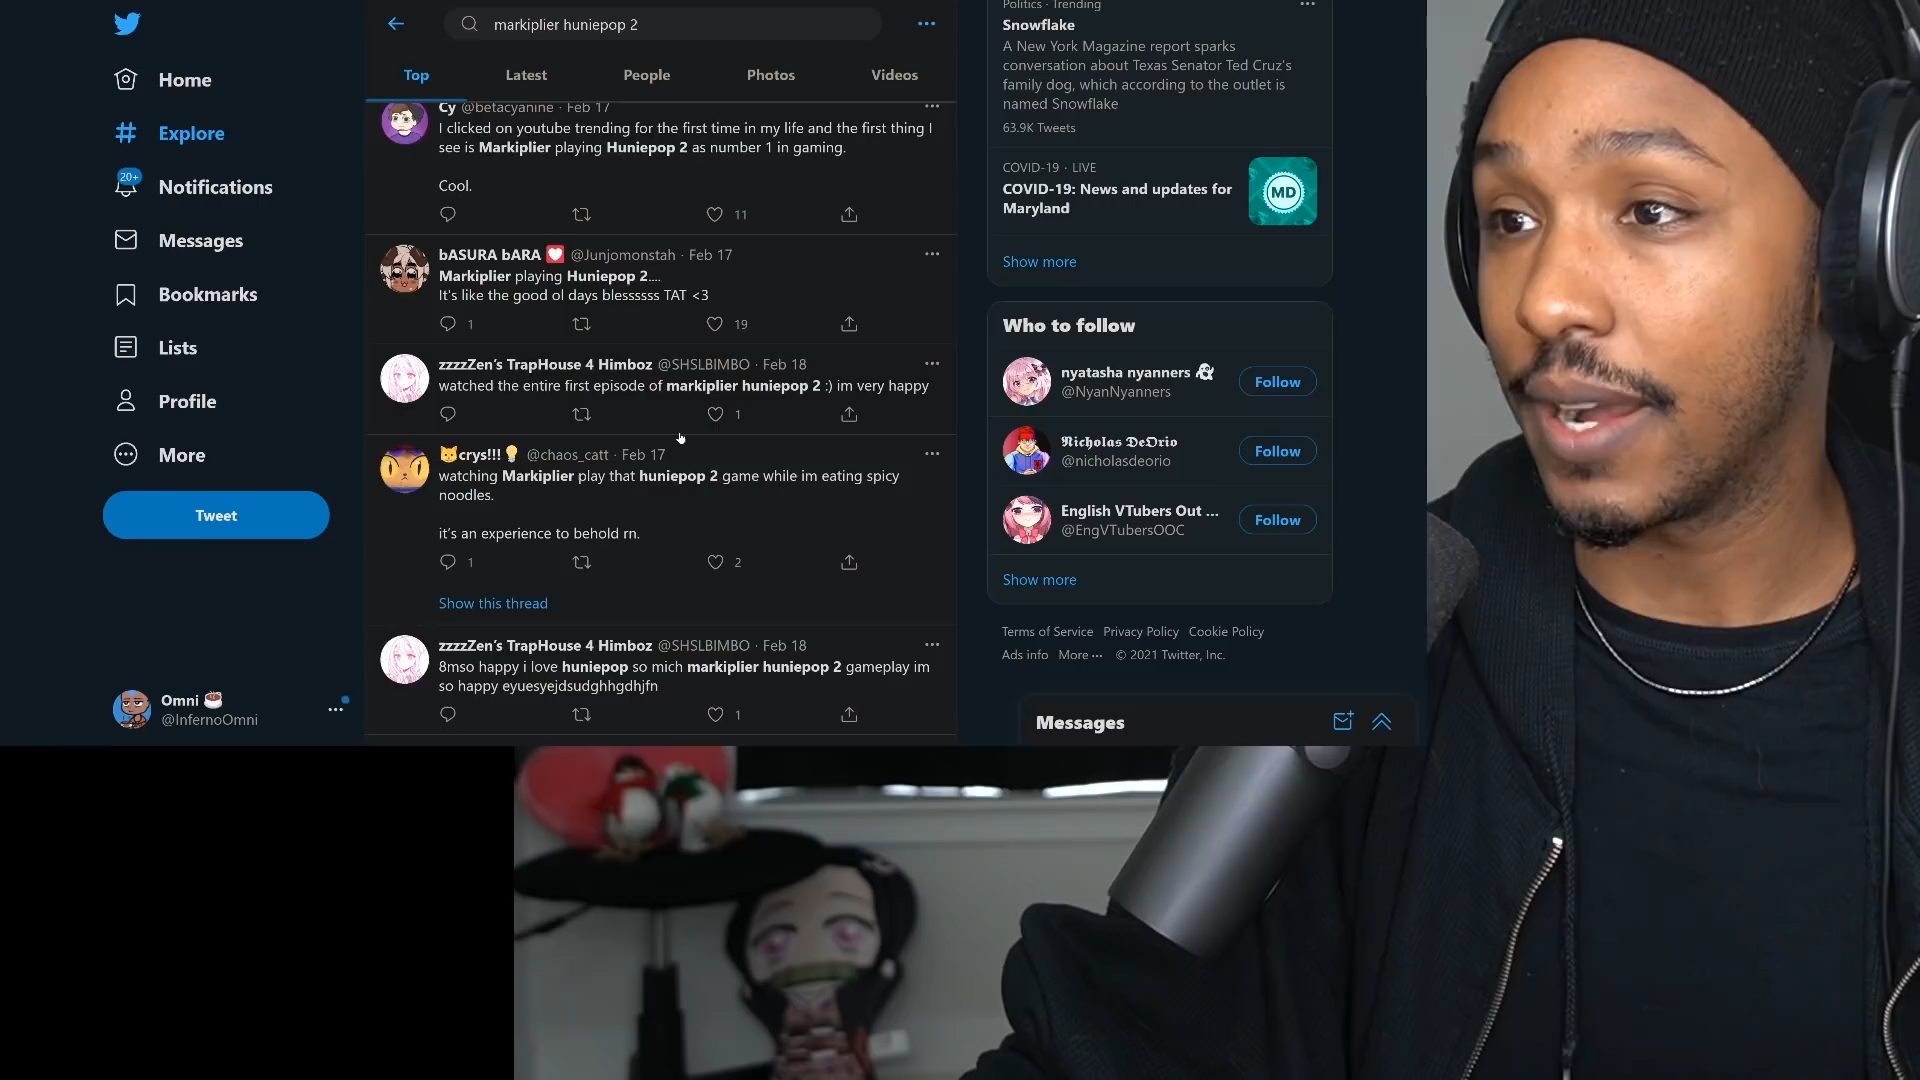 Home
Explore
20+
Notifications
Messages
Bookmarks
Lists
Profile
More
Tweet
Omni
@InfernoOmni
markiplier huniepop 2
Top
Latest
People
Photos
Videos
Cy @betacyanine · Feb 17
I clicked on youtube trending for the first time in my life and the first thing I
see is Markiplier playing Huniepop 2 as number 1 in gaming.
Cool.
11
bASURA bARA @Junjomonstah · Feb 17
Markiplier playing Huniepop 2....
It's like the good ol days blessssss TAT <3
1
19
zzzzZen's TrapHouse 4 Himboz @SHSLBIMBO · Feb 18
watched the entire first episode of markiplier huniepop 2 :) im very happy
1
crys!!! @chaos_catt · Feb 17
watching Markiplier play that huniepop 2 game while im eating spicy
noodles.
it's an experience to behold rn.
1
2
Show this thread
zzzzZen's TrapHouse 4 Himboz @SHSLBIMBO · Feb 18
8mso happy i love huniepop so mich markiplier huniepop 2 gameplay im
so happy eyuesyejdsudghhgdhjfn
1
Politics · Trending
Snowflake
A New York Magazine report sparks
conversation about Texas Senator Ted Cruz's
family dog, which according to the outlet is
named Snowflake
63.9K Tweets
COVID-19 · LIVE
COVID-19: News and updates for
Maryland
MD
Show more
Who to follow
nyatasha nyanners
@NyanNyanners
Follow
𝕹𝖎𝖈𝖍𝖔𝖑𝖆𝖘 𝕯𝖊𝕺𝖗𝖎𝖔
@nicholasdeorio
Follow
English VTubers Out ...
@EngVTubersOOC
Follow
Show more
Terms of Service Privacy Policy Cookie Policy
Ads info More ··· © 2021 Twitter, Inc.
Messages